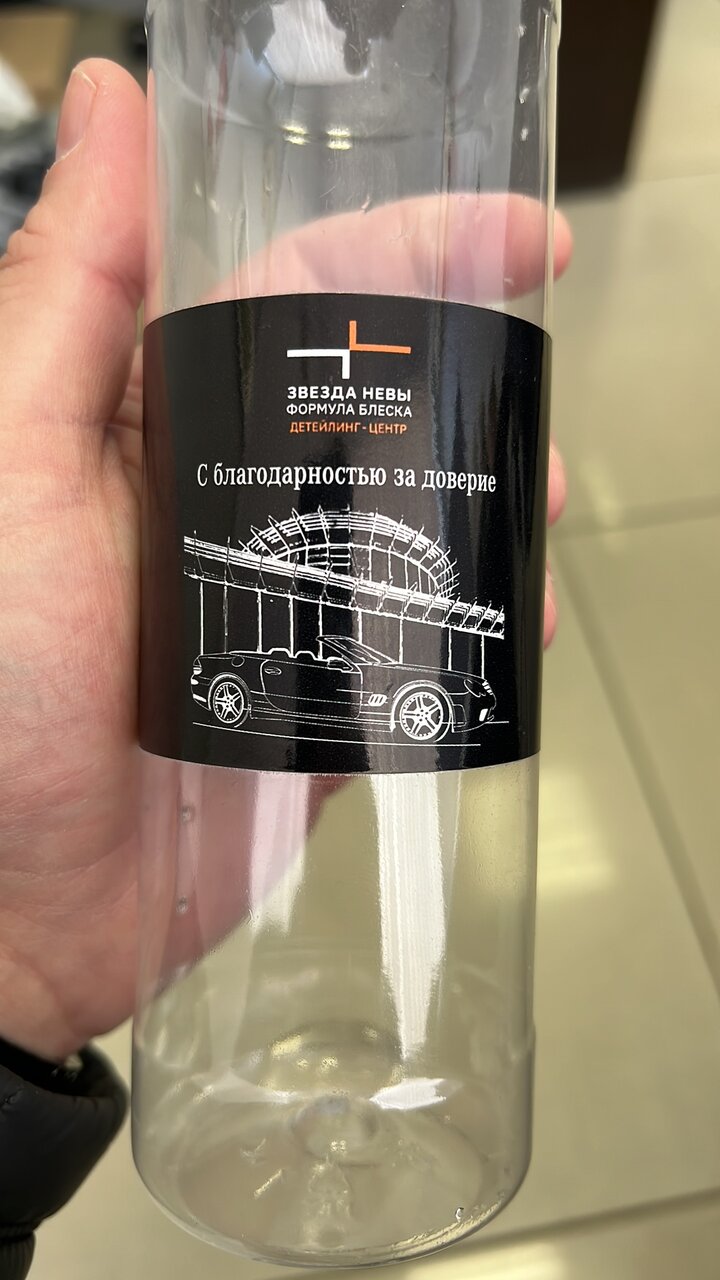 ЗВЕЗДА НЕВЫ
ФОРМУЛА БЛЕСКА
ДЕТЕЙЛИНГ-ЦЕНТР
С благодарностью за доверие